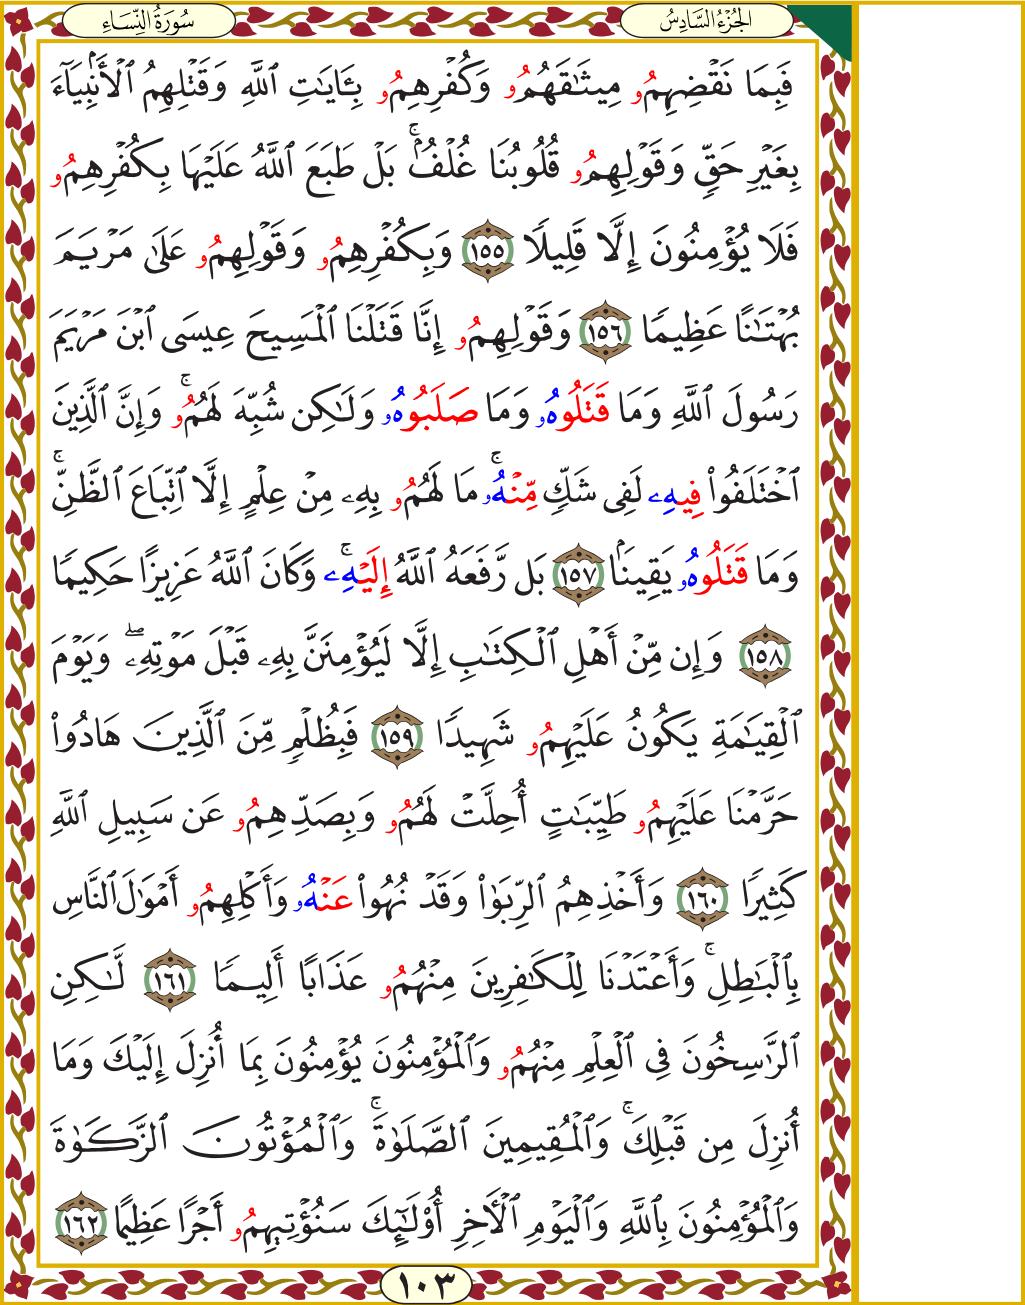 الجُزْءُ السَّادِسُ
سُورَةُ النِّسَاءِ
فَبِمَا نَقۡضِهِمُۥ مِيثَٰقَهُمُۥ وَكُفۡرِهِمُۥ بِـَٔايَٰتِ ٱللَّهِ وَقَتۡلِهِمُ ٱلۡأَنۢبِيَآءَ
بِغَيۡرِ حَقّٖ وَقَوۡلِهِمُۥ قُلُوبُنَا غُلۡفُۢۚ بَلۡ طَبَعَ ٱللَّهُ عَلَيۡهَا بِكُفۡرِهِمُۥ
فَلَا يُؤۡمِنُونَ إِلَّا قَلِيلٗا ١٥٥ وَبِكُفۡرِهِمُۥ وَقَوۡلِهِمُۥ عَلَىٰ مَرۡيَمَ
بُهۡتَٰنًا عَظِيمٗا ١٥٦ وَقَوۡلِهِمُۥ إِنَّا قَتَلۡنَا ٱلۡمَسِيحَ عِيسَى ٱبۡنَ مَرۡيَمَ
رَسُولَ ٱللَّهِ وَمَا قَتَلُوهُۥ وَمَا صَلَبُوهُۥ وَلَٰكِن شُبِّهَ لَهُمُۥۚ وَإِنَّ ٱلَّذِينَ
ٱخۡتَلَفُواْ فِيهِۦ لَفِي شَكّٖ مِّنۡهُۥۚ مَا لَهُمُۥ بِهِۦ مِنۡ عِلۡمٍ إِلَّا ٱتِّبَاعَ ٱلظَّنِّۚ
وَمَا قَتَلُوهُۥ يَقِينَۢا ١٥٧ بَل رَّفَعَهُ ٱللَّهُ إِلَيۡهِۦۚ وَكَانَ ٱللَّهُ عَزِيزًا حَكِيمٗا
١٥٨ وَإِن مِّنۡ أَهۡلِ ٱلۡكِتَٰبِ إِلَّا لَيُؤۡمِنَنَّ بِهِۦ قَبۡلَ مَوۡتِهِۦۖ وَيَوۡمَ
ٱلۡقِيَٰمَةِ يَكُونُ عَلَيۡهِمُۥ شَهِيدٗا ١٥٩ فَبِظُلۡمٖ مِّنَ ٱلَّذِينَ هَادُواْ
حَرَّمۡنَا عَلَيۡهِمُۥ طَيِّبَٰتٍ أُحِلَّتۡ لَهُمُۥ وَبِصَدِّهِمُۥ عَن سَبِيلِ ٱللَّهِ
كَثِيرٗا ١٦٠ وَأَخۡذِهِمُ ٱلرِّبَوٰاْ وَقَدۡ نُهُواْ عَنۡهُۥ وَأَكۡلِهِمُۥ أَمۡوَٰلَ ٱلنَّاسِ
بِٱلۡبَٰطِلِۚ وَأَعۡتَدۡنَا لِلۡكَٰفِرِينَ مِنۡهُمُۥ عَذَابًا أَلِيمٗا ١٦١ لَّٰكِنِ
ٱلرَّٰسِخُونَ فِي ٱلۡعِلۡمِ مِنۡهُمُۥ وَٱلۡمُؤۡمِنُونَ يُؤۡمِنُونَ بِمَا أُنزِلَ إِلَيۡكَ وَمَا
أُنزِلَ مِن قَبۡلِكَۚ وَٱلۡمُقِيمِينَ ٱلصَّلَوٰةَۚ وَٱلۡمُؤۡتُونَ ٱلزَّكَوٰةَ
وَٱلۡمُؤۡمِنُونَ بِٱللَّهِ وَٱلۡيَوۡمِ ٱلۡأٓخِرِ أُوْلَٰٓئِكَ سَنُؤۡتِيهِمُۥ أَجۡرًا عَظِيمًا ١٦٢
١٠٣